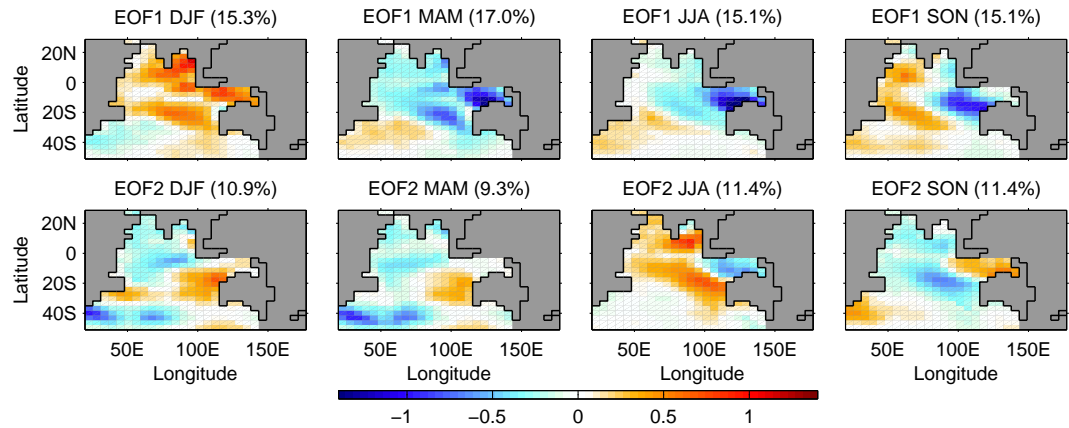 EOF1 DJF (15.3%) EOF1 MAM (17.0%) EOF1 JJA (15.1%) EOF1 SON (15.1%)
20N
0
20S
40S
Latitude
EOF2 DJF (10.9%) EOF2 MAM (9.3%) EOF2 JJA (11.4%) EOF2 SON (11.4%)
20N
0
20S
40S
Latitude
50E 100E 150E 50E 100E 150E 50E 100E 150E 50E 100E 150E
Longitude Longitude Longitude Longitude
−1 −0.5 0 0.5 1